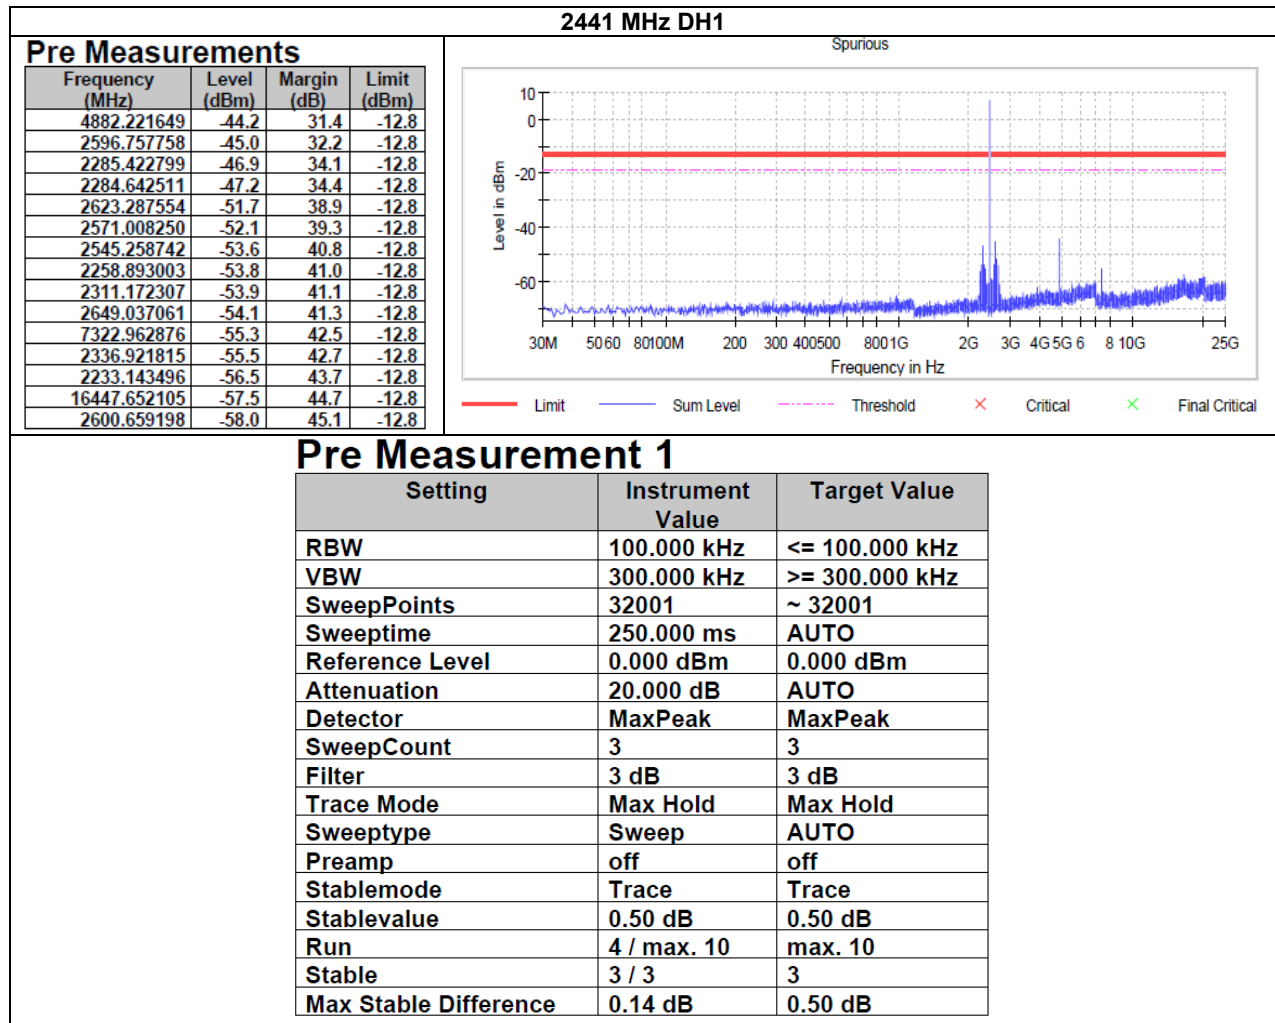 2441 MHz DH1
Pre Measurements
Frequency (MHz) Level (dBm) Margin (dB) Limit (dBm)
4882.221649 -44.2 31.4 -12.8
2596.757758 -45.0 32.2 -12.8
2285.422799 -46.9 34.1 -12.8
2284.642511 -47.2 34.4 -12.8
2623.287554 -51.7 38.9 -12.8
2571.008250 -52.1 39.3 -12.8
2545.258742 -53.6 40.8 -12.8
2258.893003 -53.8 41.0 -12.8
2311.172307 -53.9 41.1 -12.8
2649.037061 -54.1 41.3 -12.8
7322.962876 -55.3 42.5 -12.8
2336.921815 -55.5 42.7 -12.8
2233.143496 -56.5 43.7 -12.8
16447.652105 -57.5 44.7 -12.8
2600.659198 -58.0 45.1 -12.8
Spurious
Level in dBm
10
0
-20
-40
-60
30M 50 60 80 100M 200 300 400 500 800 1G 2G 3G 4G 5G 6 8 10G 25G
Frequency in Hz
Limit Sum Level Threshold Critical Final Critical
Pre Measurement 1
Setting Instrument Value Target Value
RBW 100.000 kHz <= 100.000 kHz
VBW 300.000 kHz >= 300.000 kHz
SweepPoints 32001 ~ 32001
Sweeptime 250.000 ms AUTO
Reference Level 0.000 dBm 0.000 dBm
Attenuation 20.000 dB AUTO
Detector MaxPeak MaxPeak
SweepCount 3 3
Filter 3 dB 3 dB
Trace Mode Max Hold Max Hold
Sweeptype Sweep AUTO
Preamp off off
Stablemode Trace Trace
Stablevalue 0.50 dB 0.50 dB
Run 4 / max. 10 max. 10
Stable 3 / 3 3
Max Stable Difference 0.14 dB 0.50 dB